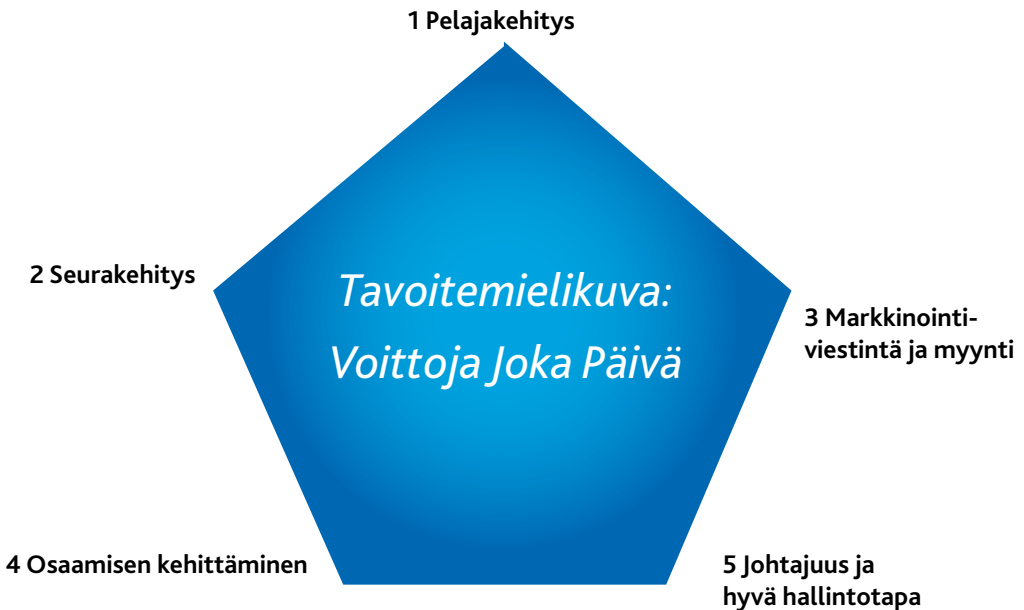 1 Pelajakehitys
2 Seurakehitys
Tavoitemielikuva:
Voittoja Joka Päivä
3 Markkinointi-
viestintä ja myynti
4 Osaamisen kehittäminen
5 Johtajuus ja
hyvä hallintotapa